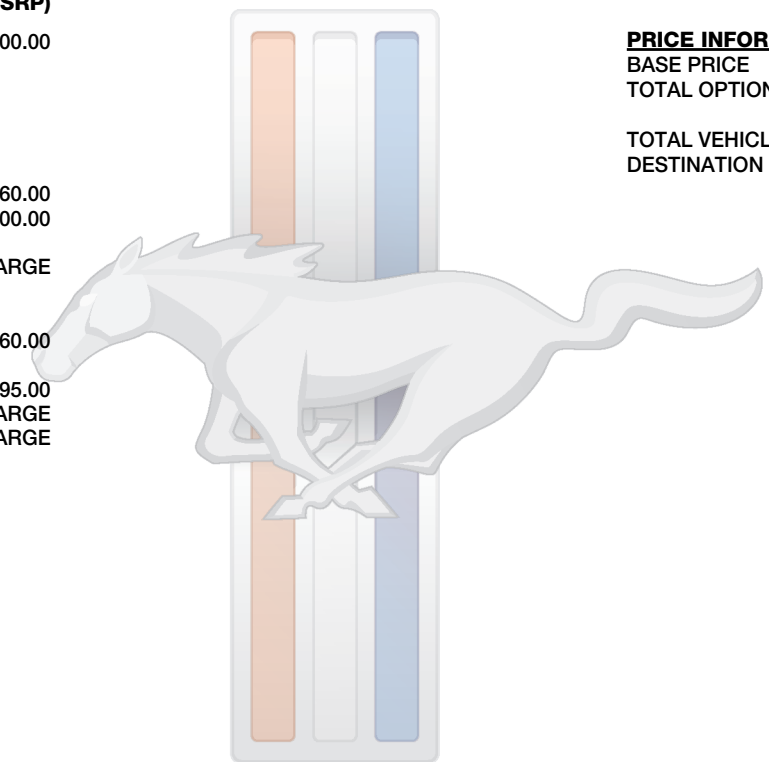 SRP)
00.00
60.00
00.00
ARGE
60.00
95.00
ARGE
ARGE
PRICE INFOR
BASE PRICE
TOTAL OPTION
TOTAL VEHICL
DESTINATION